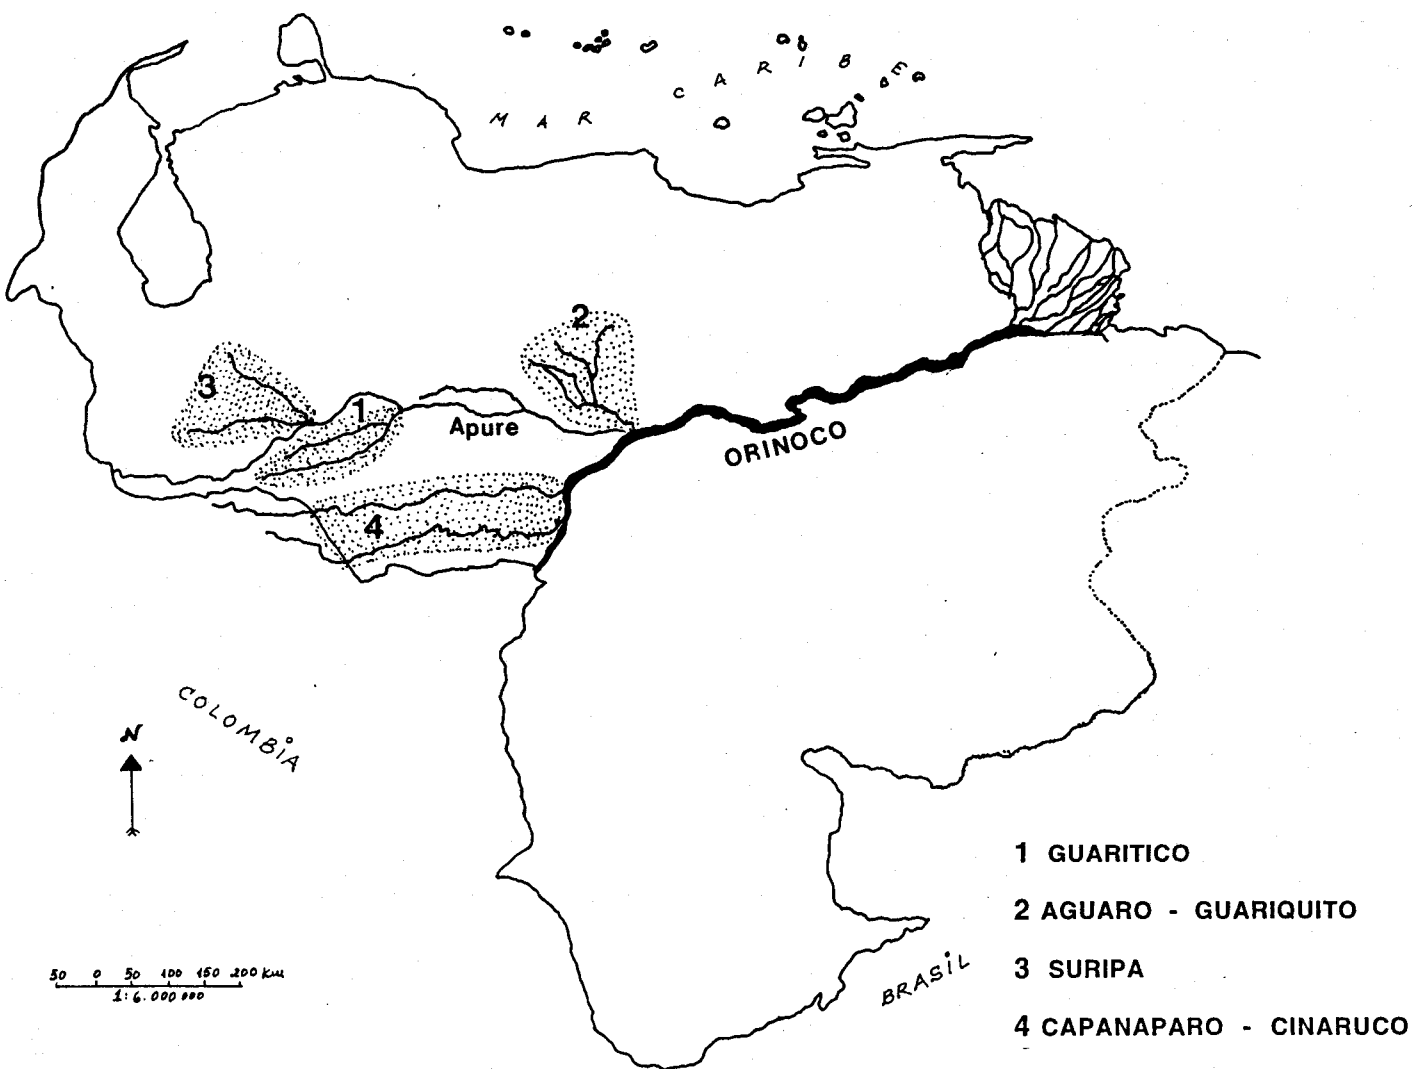 MAR CARIBE
2
3
1
Apure
ORINOCO
4
COLOMBIA
N
1 GUARITICO
2 AGUARO - GUARIQUITO
3 SURIPA
4 CAPANAPARO - CINARUCO
BRASIL
50 0 50 100 150 200 Km
1:6.000 000